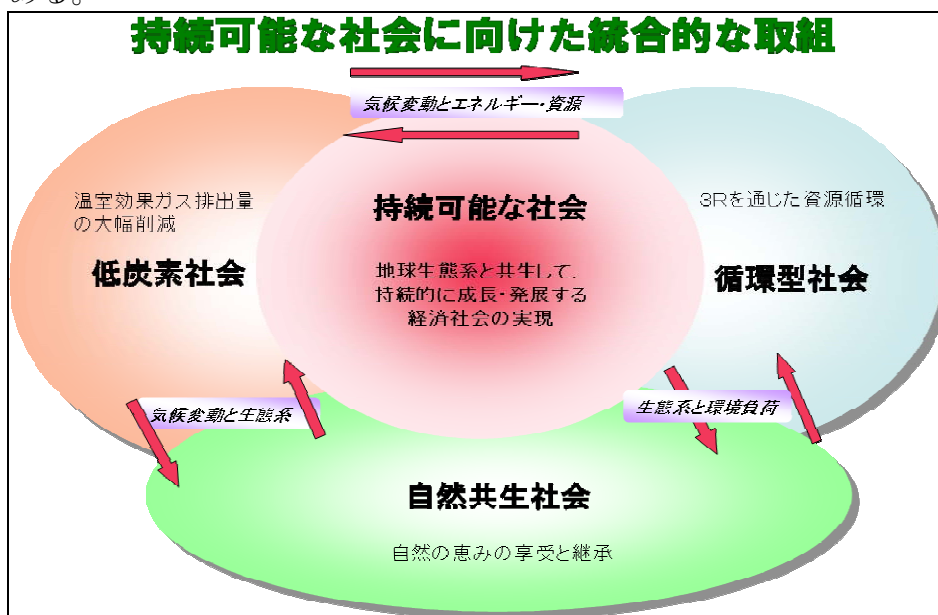 ある。
持続可能な社会に向けた統合的な取組
気候変動とエネルギー・資源
温室効果ガス排出量
の大幅削減
低炭素社会
持続可能な社会
地球生態系と共生して、
持続的に成長・発展する
経済社会の実現
3Rを通じた資源循環
循環型社会
気候変動と生態系
生態系と環境負荷
自然共生社会
自然の恵みの享受と継承